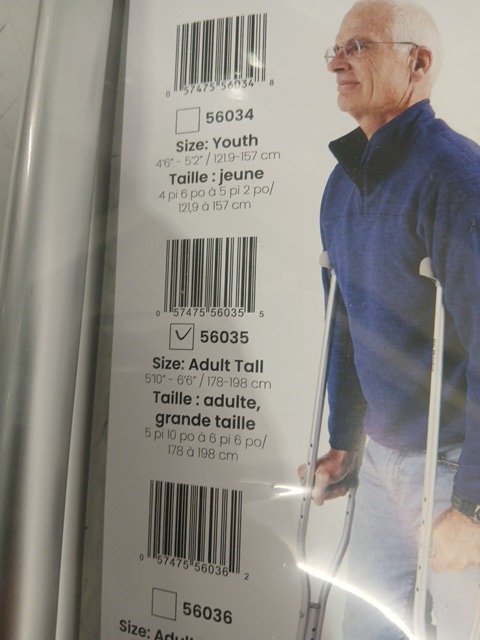 0 57475 56034 8
56034
Size: Youth
4'6" - 5'2" / 121.9-157 cm
Taille : jeune
4 pi 6 po à 5 pi 2 po/
121,9 à 157 cm
0 57475 56035 5
56035
Size: Adult Tall
5'10" - 6'6" / 178-198 cm
Taille : adulte,
grande taille
5 pi 10 po à 6 pi 6 po/
178 à 198 cm
0 57475 56036 2
56036
Size: Adul